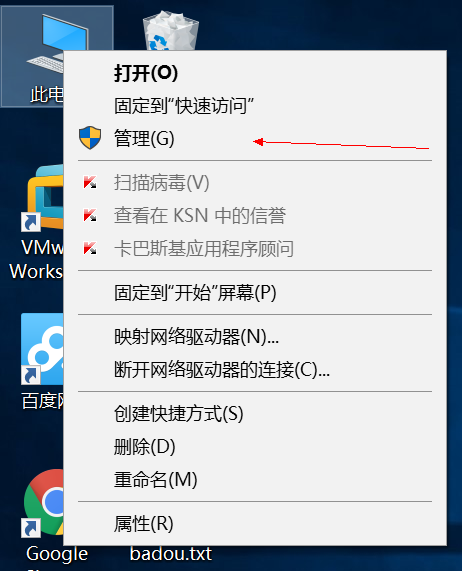 此电
打开(O)
固定到“快速访问”
管理(G)
扫描病毒(V)
查看在 KSN 中的信誉
卡巴斯基应用程序顾问
固定到“开始”屏幕(P)
映射网络驱动器(N)...
断开网络驱动器的连接(C)...
创建快捷方式(S)
删除(D)
重命名(M)
属性(R)
VMw
Works
百度网
Google
badou.txt